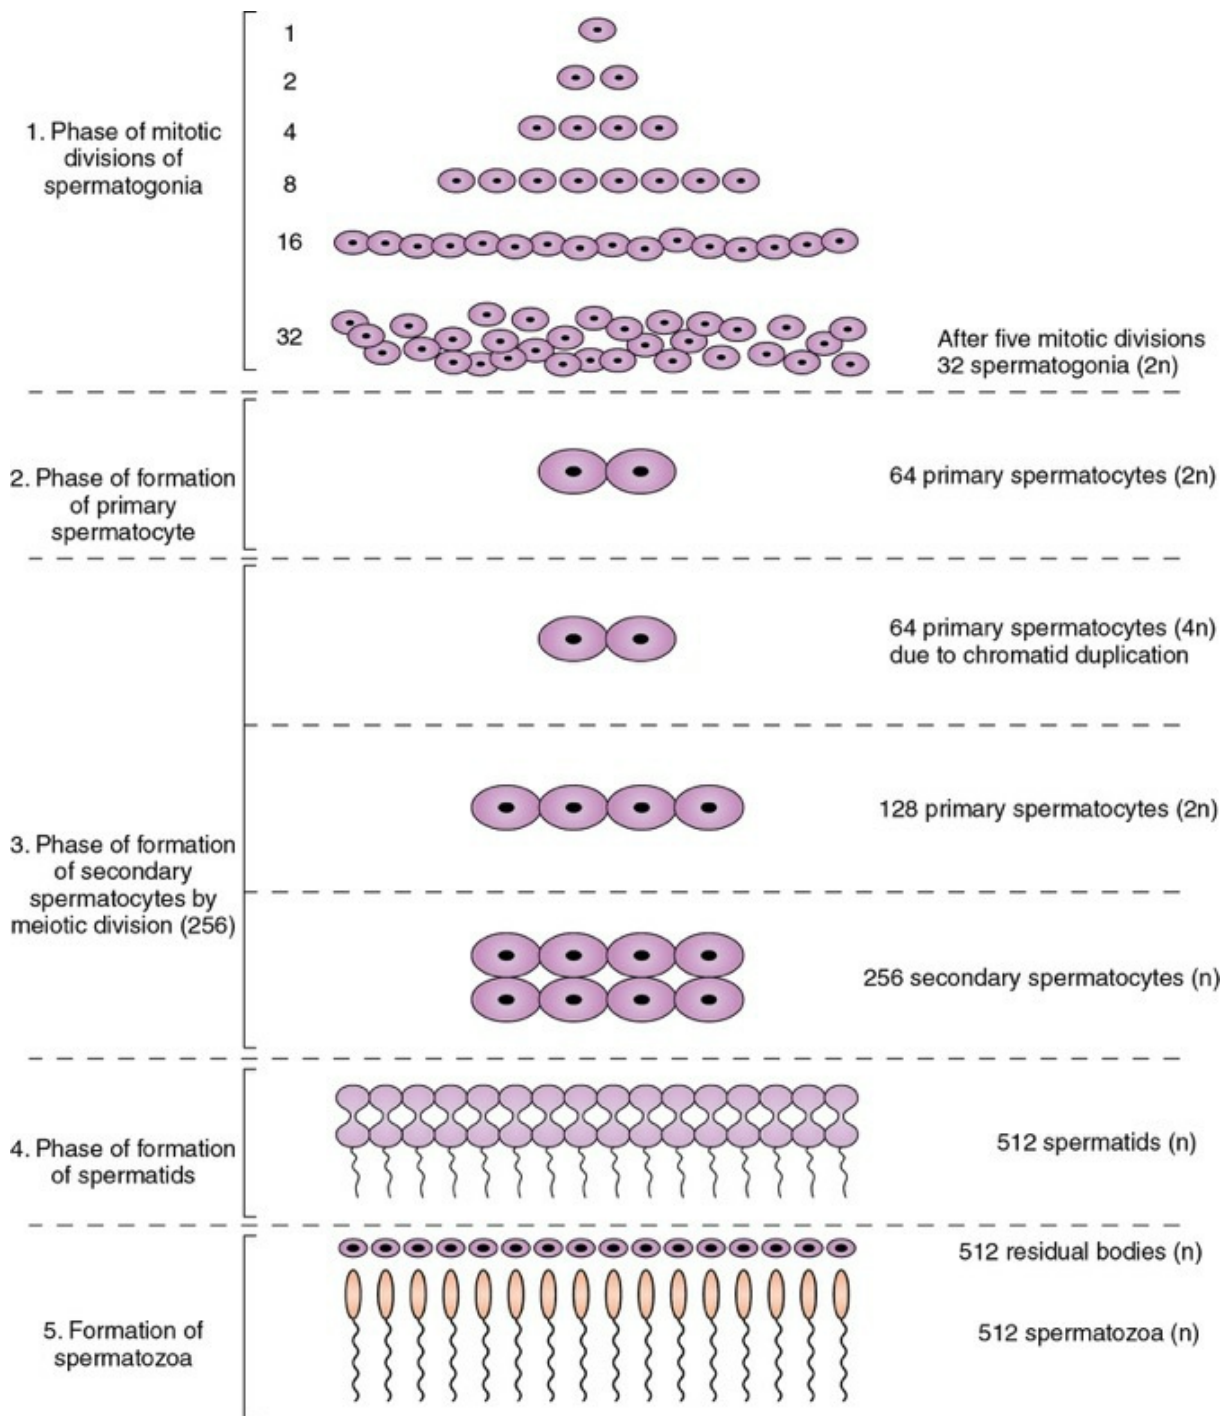 1
2
4
8
16
32
1. Phase of mitotic
divisions of
spermatogonia
After five mitotic divisions
32 spermatogonia (2n)
2. Phase of formation
of primary
spermatocyte
64 primary spermatocytes (2n)
3. Phase of formation
of secondary
spermatocytes by
meiotic division (256)
64 primary spermatocytes (4n)
due to chromatid duplication
128 primary spermatocytes (2n)
256 secondary spermatocytes (n)
4. Phase of formation
of spermatids
512 spermatids (n)
5. Formation of
spermatozoa
512 residual bodies (n)
512 spermatozoa (n)